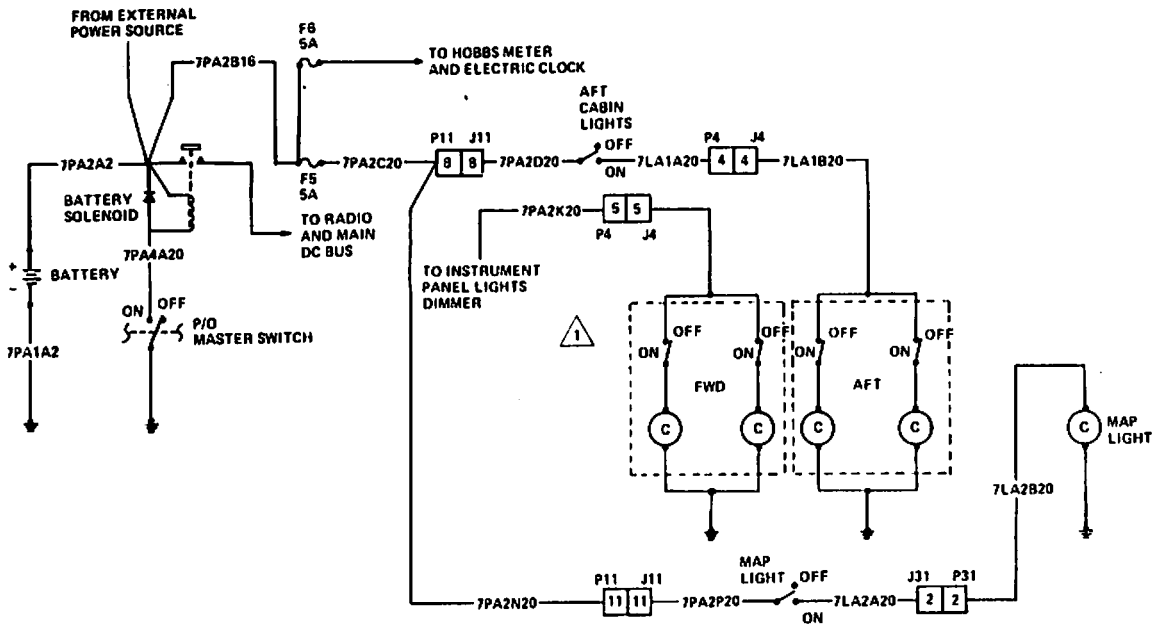 FROM EXTERNAL
POWER SOURCE
F6
5A
7PA2B16
TO HOBBS METER
AND ELECTRIC CLOCK
AFT
CABIN
LIGHTS
OFF
ON
P11 J11
8 8
P4 J4
4 4
7PA2A2
7PA2C20
7PA2D20
7LA1A20
7LA1B20
F5
5A
BATTERY
SOLENOID
TO RADIO
AND MAIN
DC BUS
7PA2K20
5 5
P4 J4
7PA4A20
+
-
BATTERY
TO INSTRUMENT
PANEL LIGHTS
DIMMER
ON OFF
P/O
MASTER SWITCH
7PA1A2
1
OFF OFF OFF OFF
ON ON ON ON
FWD AFT
C C C C
C
MAP
LIGHT
7LA2B20
MAP
LIGHT
OFF
ON
P11 J11
11 11
J31 P31
2 2
7PA2N20
7PA2P20
7LA2A20